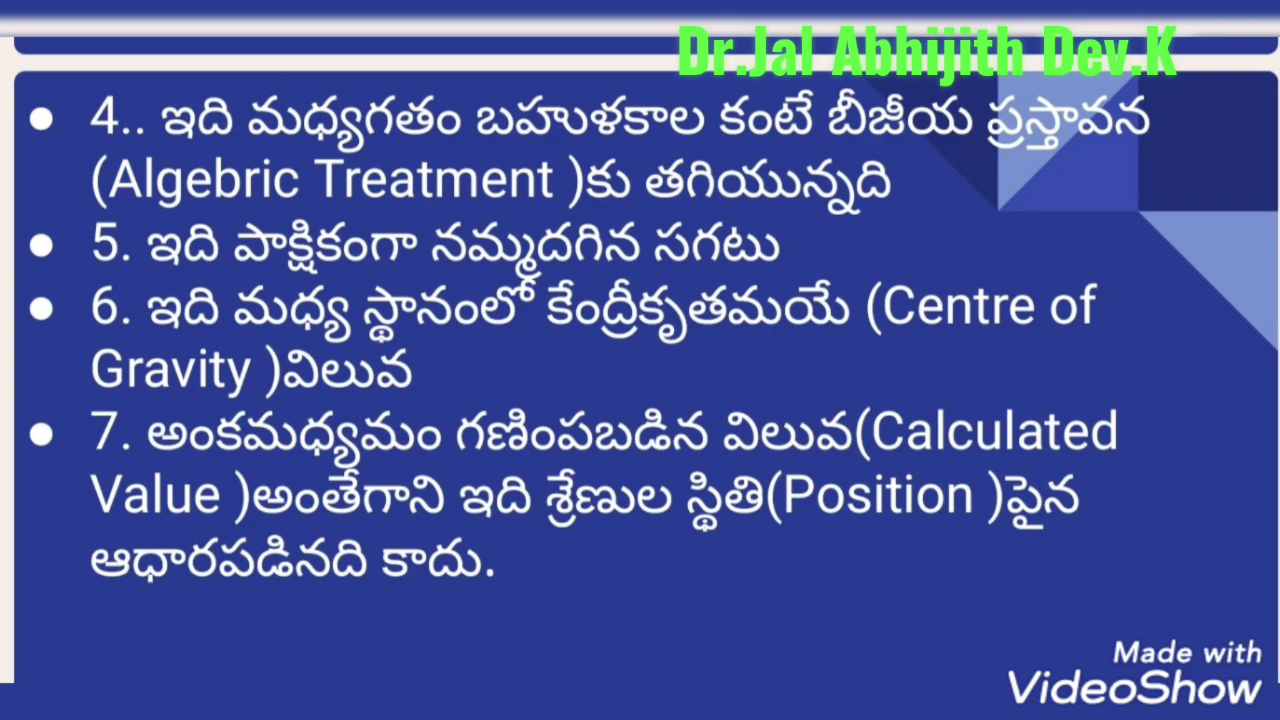 Dr.Jal Abhijith Dev.K
● 4.. ఇది మధ్యగతం బహుళకాల కంటే బీజీయ ప్రస్తావన
(Algebric Treatment )కు తగియున్నది
● 5. ఇది పాక్షికంగా నమ్మదగిన సగటు
● 6. ఇది మధ్య స్థానంలో కేంద్రీకృతమయే (Centre of
Gravity )విలువ
● 7. అంకమధ్యమం గణింపబడిన విలువ(Calculated
Value )అంతేగాని ఇది శ్రేణుల స్థితి(Position )పైన
ఆధారపడినది కాదు.
Made with
VideoShow